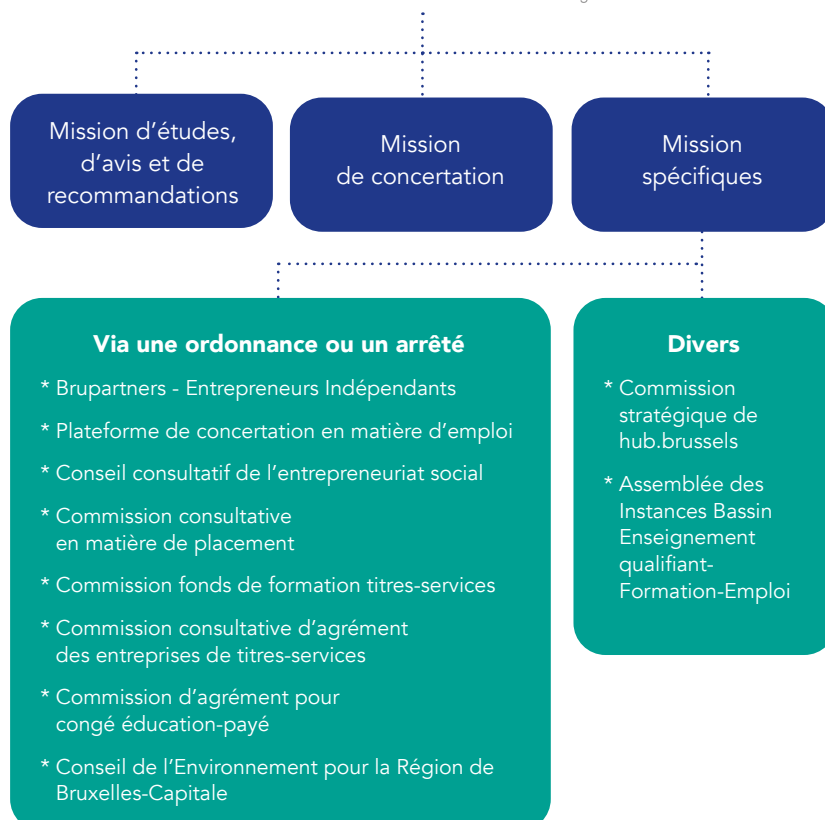 Mission d'études,
d'avis et de
recommandations
Mission
de concertation
Mission
spécifiques
Via une ordonnance ou un arrêté
* Brupartners - Entrepreneurs Indépendants
* Plateforme de concertation en matière d'emploi
* Conseil consultatif de l'entrepreneuriat social
* Commission consultative
en matière de placement
* Commission fonds de formation titres-services
* Commission consultative d'agrément
des entreprises de titres-services
* Commission d'agrément pour
congé éducation-payé
* Conseil de l'Environnement pour la Région de
Bruxelles-Capitale
Divers
* Commission
stratégique de
hub.brussels
* Assemblée des
Instances Bassin
Enseignement
qualifiant-
Formation-Emploi